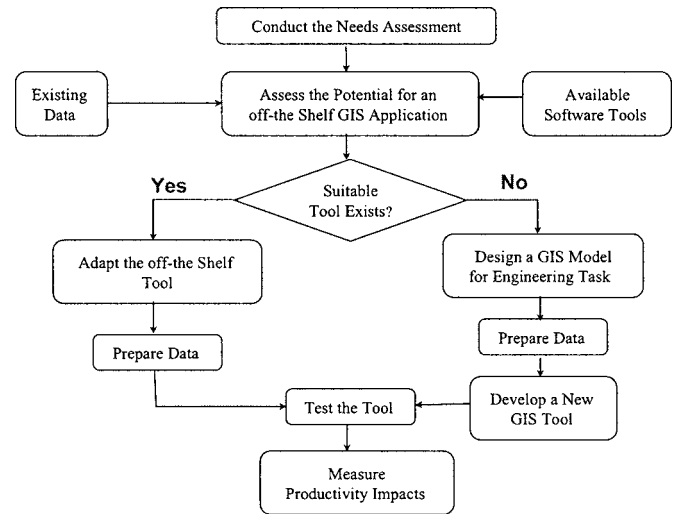 Conduct the Needs Assessment
Existing
Data
Assess the Potential for an
off-the Shelf GIS Application
Available
Software Tools
Yes
Suitable
Tool Exists?
No
Adapt the off-the Shelf
Tool
Design a GIS Model
for Engineering Task
Prepare Data
Prepare Data
Test the Tool
Develop a New
GIS Tool
Measure
Productivity Impacts